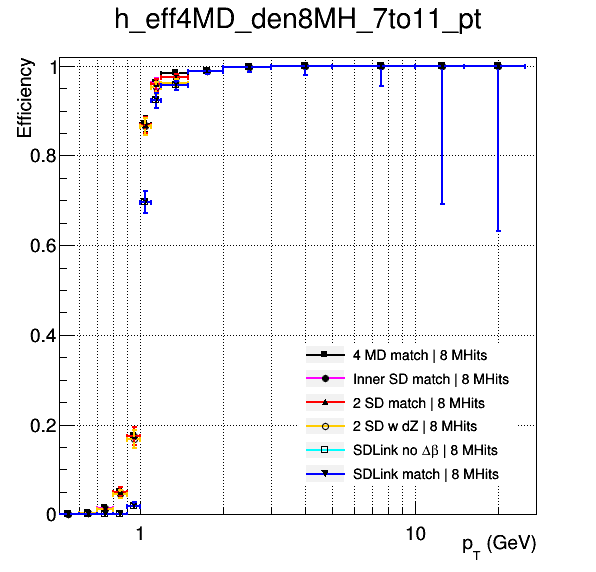 h_eff4MD_den8MH_7to11_pt
Efficiency
1
0.8
0.6
0.4
0.2
0
4 MD match | 8 MHits
Inner SD match | 8 MHits
2 SD match | 8 MHits
2 SD w dZ | 8 MHits
SDLink no Δβ | 8 MHits
SDLink match | 8 MHits
1
10
p_T (GeV)